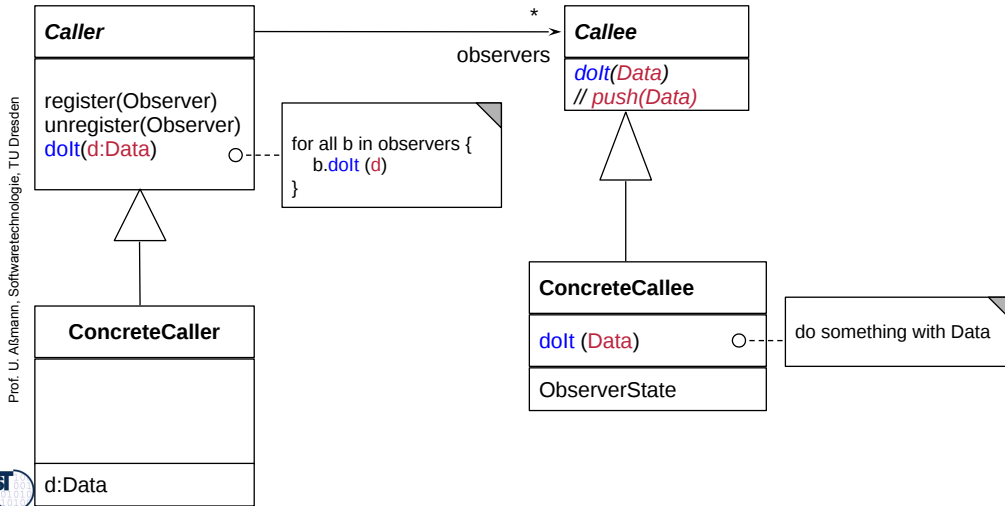 Caller
*
observers
Callee
doIt(Data)
// push(Data)
register(Observer)
unregister(Observer)
doIt(d:Data)
for all b in observers {
b.doIt (d)
}
ConcreteCaller
d:Data
ConcreteCallee
doIt (Data)
ObserverState
do something with Data
Prof. U. Aßmann, Softwaretechnologie, TU Dresden
ST